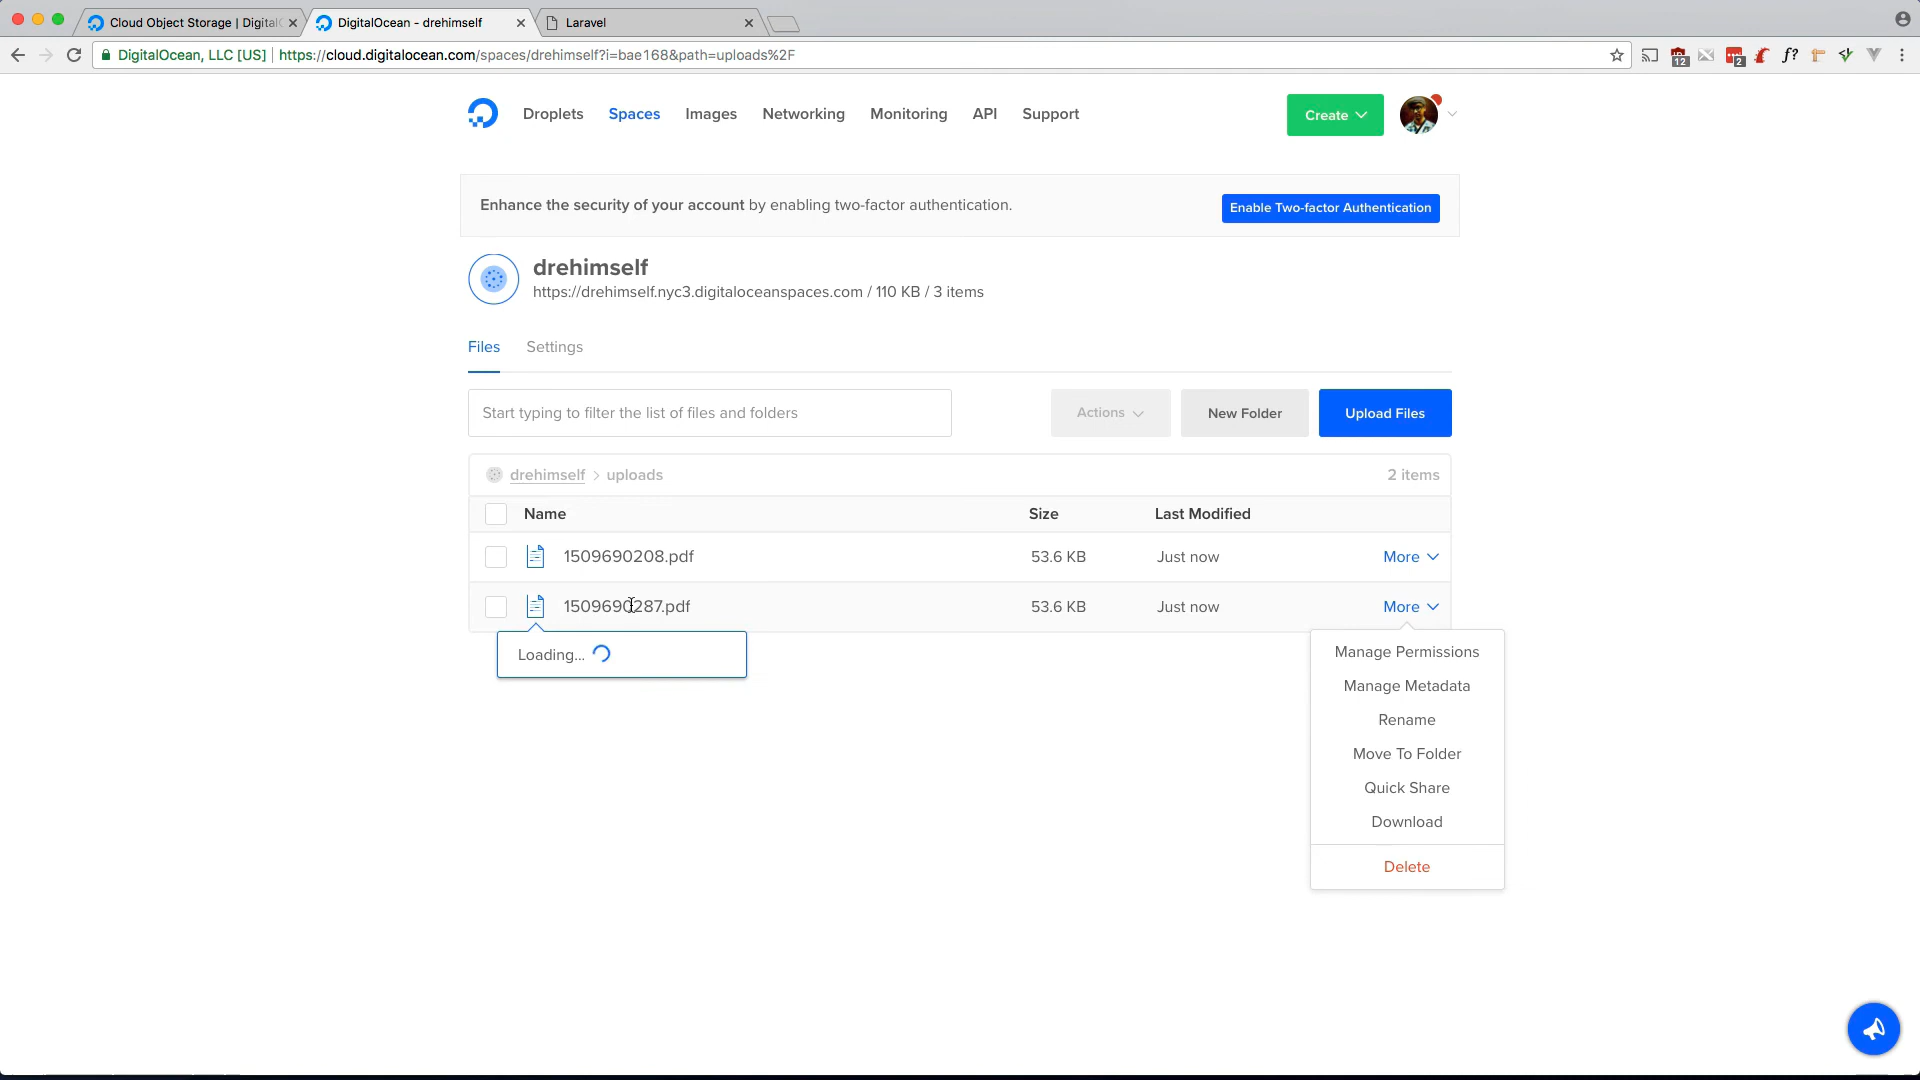 Cloud Object Storage | Digital
DigitalOcean - drehimself
Laravel
DigitalOcean, LLC [US] https://cloud.digitalocean.com/spaces/drehimself?i=bae168&path=uploads%2F
12
2
f?
Droplets Spaces Images Networking Monitoring API Support
Create
Enhance the security of your account by enabling two-factor authentication.
Enable Two-factor Authentication
drehimself
https://drehimself.nyc3.digitaloceanspaces.com / 110 KB / 3 items
Files Settings
Start typing to filter the list of files and folders
Actions New Folder Upload Files
drehimself > uploads 2 items
Name Size Last Modified
1509690208.pdf 53.6 KB Just now More
1509690287.pdf 53.6 KB Just now More
Loading...
Manage Permissions
Manage Metadata
Rename
Move To Folder
Quick Share
Download
Delete